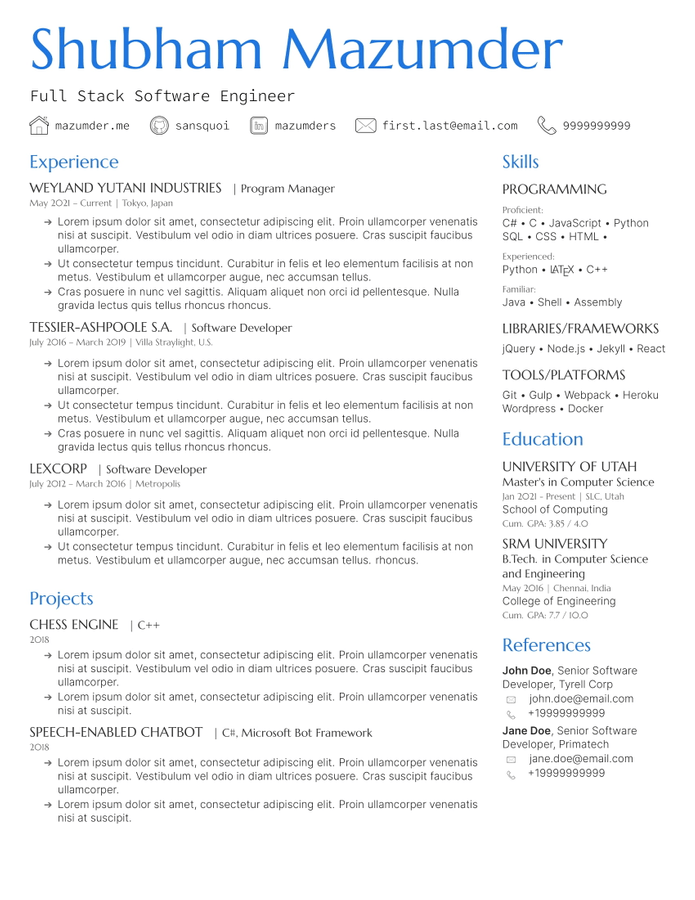 Shubham Mazumder
Full Stack Software Engineer
mazumder.me sansquoi mazumders first.last@email.com 9999999999
Experience
WEYLAND YUTANI INDUSTRIES | Program Manager
May 2021 – Current | Tokyo, Japan
➔ Lorem ipsum dolor sit amet, consectetur adipiscing elit. Proin ullamcorper venenatis
nisi at suscipit. Vestibulum vel odio in diam ultrices posuere. Cras suscipit faucibus
ullamcorper.
➔ Ut consectetur tempus tincidunt. Curabitur in felis et leo elementum facilisis at non
metus. Vestibulum et ullamcorper augue, nec accumsan tellus.
➔ Cras posuere in nunc vel sagittis. Aliquam aliquet non orci id pellentesque. Nulla
gravida lectus quis tellus rhoncus rhoncus.
TESSIER-ASHPOOLE S.A. | Software Developer
July 2016 – March 2019 | Villa Straylight, U.S.
➔ Lorem ipsum dolor sit amet, consectetur adipiscing elit. Proin ullamcorper venenatis
nisi at suscipit. Vestibulum vel odio in diam ultrices posuere. Cras suscipit faucibus
ullamcorper.
➔ Ut consectetur tempus tincidunt. Curabitur in felis et leo elementum facilisis at non
metus. Vestibulum et ullamcorper augue, nec accumsan tellus.
➔ Cras posuere in nunc vel sagittis. Aliquam aliquet non orci id pellentesque. Nulla
gravida lectus quis tellus rhoncus rhoncus.
LEXCORP | Software Developer
July 2012 – March 2016 | Metropolis
➔ Lorem ipsum dolor sit amet, consectetur adipiscing elit. Proin ullamcorper venenatis
nisi at suscipit. Vestibulum vel odio in diam ultrices posuere. Cras suscipit faucibus
ullamcorper.
➔ Ut consectetur tempus tincidunt. Curabitur in felis et leo elementum facilisis at non
metus. Vestibulum et ullamcorper augue, nec accumsan tellus. rhoncus.
Projects
CHESS ENGINE | C++
2018
➔ Lorem ipsum dolor sit amet, consectetur adipiscing elit. Proin ullamcorper venenatis
nisi at suscipit. Vestibulum vel odio in diam ultrices posuere. Cras suscipit faucibus
ullamcorper.
➔ Lorem ipsum dolor sit amet, consectetur adipiscing elit. Proin ullamcorper venenatis
nisi at suscipit.
SPEECH-ENABLED CHATBOT | C#, Microsoft Bot Framework
2018
➔ Lorem ipsum dolor sit amet, consectetur adipiscing elit. Proin ullamcorper venenatis
nisi at suscipit. Vestibulum vel odio in diam ultrices posuere. Cras suscipit faucibus
ullamcorper.
➔ Lorem ipsum dolor sit amet, consectetur adipiscing elit. Proin ullamcorper venenatis
nisi at suscipit.
Skills
PROGRAMMING
Proficient:
C# • C • JavaScript • Python
SQL • CSS • HTML •
Experienced:
Python • LATEX • C++
Familiar:
Java • Shell • Assembly
LIBRARIES/FRAMEWORKS
jQuery • Node.js • Jekyll • React
TOOLS/PLATFORMS
Git • Gulp • Webpack • Heroku
Wordpress • Docker
Education
UNIVERSITY OF UTAH
Master's in Computer Science
Jan 2021 - Present | SLC, Utah
School of Computing
Cum. GPA: 3.85 / 4.0
SRM UNIVERSITY
B.Tech. in Computer Science
and Engineering
May 2016 | Chennai, India
College of Engineering
Cum. GPA: 7.7 / 10.0
References
John Doe, Senior Software
Developer, Tyrell Corp
john.doe@email.com
+19999999999
Jane Doe, Senior Software
Developer, Primatech
jane.doe@email.com
+19999999999